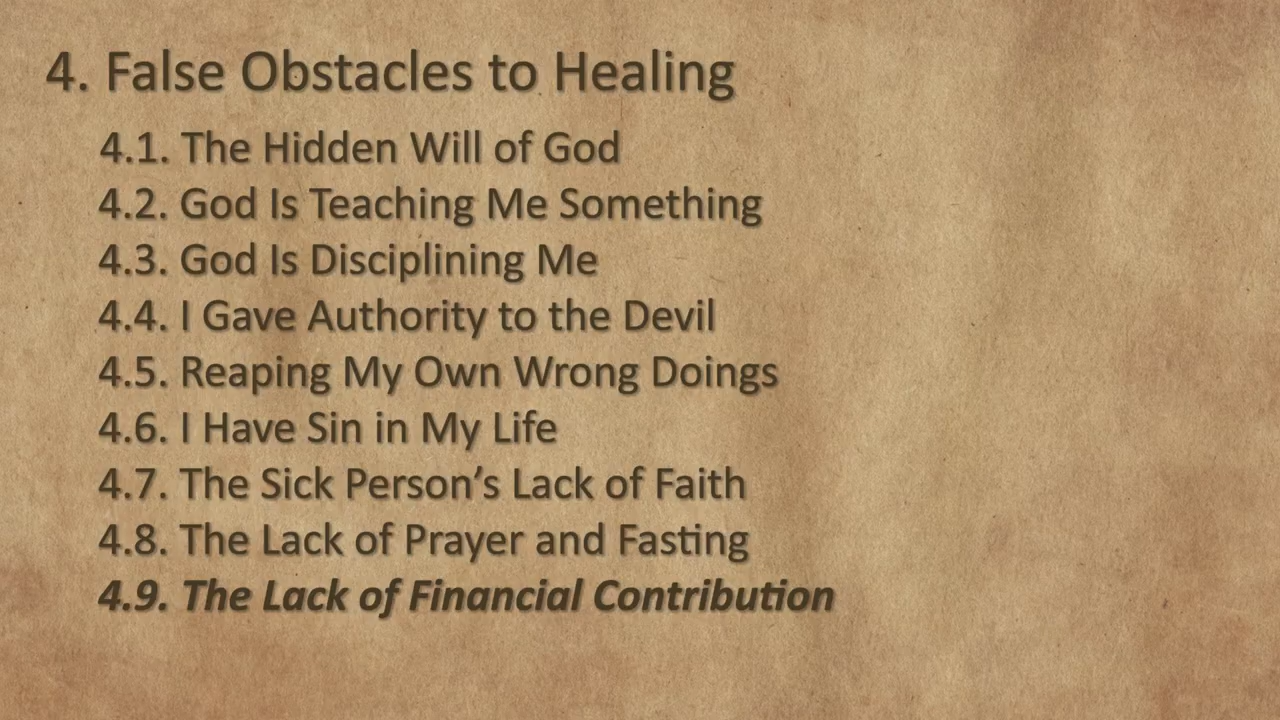 4. False Obstacles to Healing
4.1. The Hidden Will of God
4.2. God Is Teaching Me Something
4.3. God Is Disciplining Me
4.4. I Gave Authority to the Devil
4.5. Reaping My Own Wrong Doings
4.6. I Have Sin in My Life
4.7. The Sick Person’s Lack of Faith
4.8. The Lack of Prayer and Fasting
4.9. The Lack of Financial Contribution